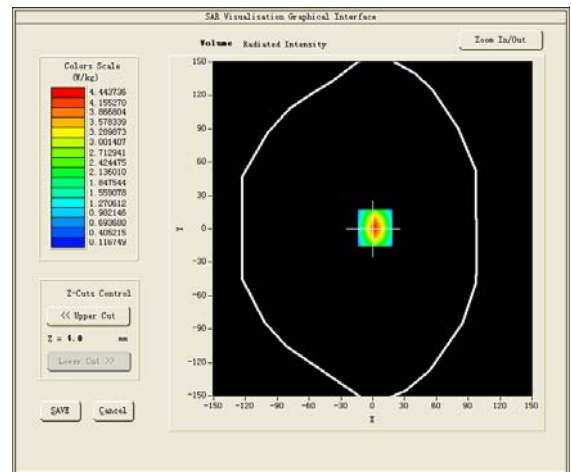 SAR Visualisation Graphical Interface
Volume Radiated Intensity
Zoom In/Out
Colors Scale
(W/kg)
4.443736
4.155270
3.866804
3.578339
3.289873
3.001407
2.712941
2.424475
2.136010
1.847544
1.559078
1.270612
0.982146
0.693680
0.405215
0.116749
Z-Cuts Control
<< Upper Cut
Z = 4.0 mm
Lower Cut >>
SAVE
Cancel
150
120
90
60
30
0
-30
-60
-90
-120
-150
Y
-150 -120 -90 -60 -30 0 30 60 90 120 150
X